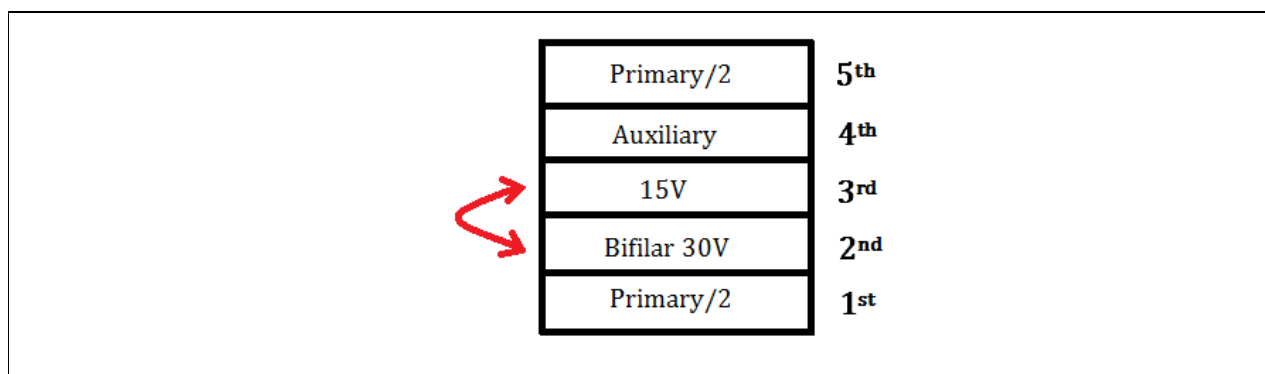 Primary/2 5th
Auxiliary 4th
15V 3rd
Bifilar 30V 2nd
Primary/2 1st